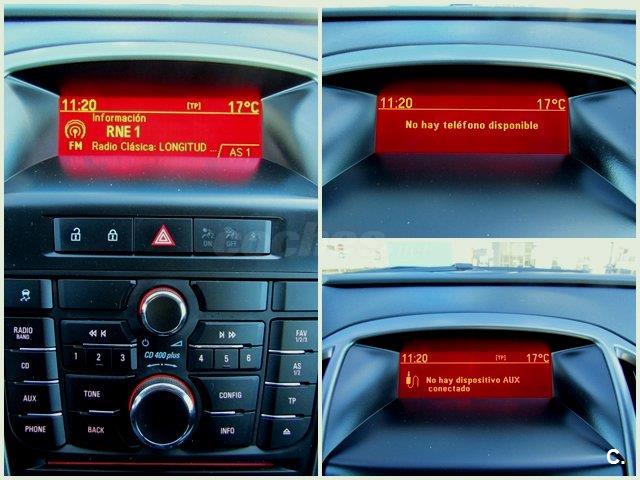 11:20 [TP] 17°C
Información
RNE 1
FM Radio Clásica: LONGITUD ... AS 1
ON OFF
RADIO BAND
FAV 1/2/3
1 2 3 CD 400 plus 4 5 6
CD
AS 1/2
TONE CONFIG
AUX
TP
PHONE BACK INFO
11:20 17°C
No hay teléfono disponible
11:20 [TP] 17°C
No hay dispositivo AUX
conectado
C.